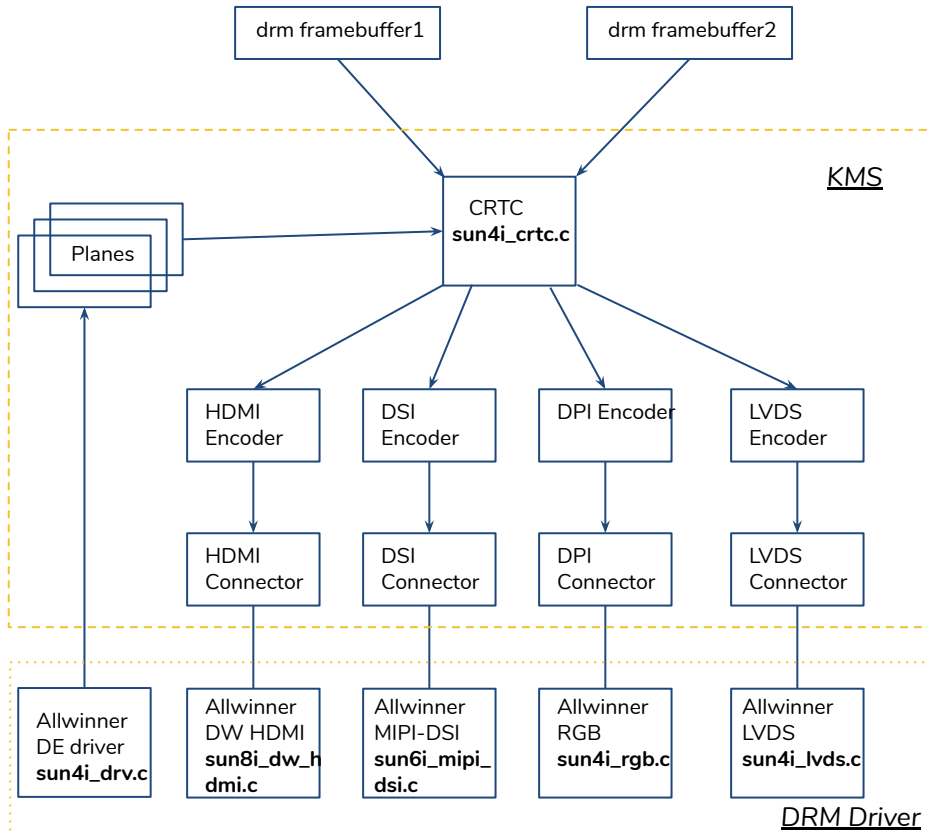 drm framebuffer1
drm framebuffer2
KMS
CRTC
sun4i_crtc.c
Planes
HDMI
Encoder
DSI
Encoder
DPI Encoder
LVDS
Encoder
HDMI
Connector
DSI
Connector
DPI
Connector
LVDS
Connector
Allwinner
DE driver
sun4i_drv.c
Allwinner
DW HDMI
sun8i_dw_h
dmi.c
Allwinner
MIPI-DSI
sun6i_mipi_
dsi.c
Allwinner
RGB
sun4i_rgb.c
Allwinner
LVDS
sun4i_lvds.c
DRM Driver